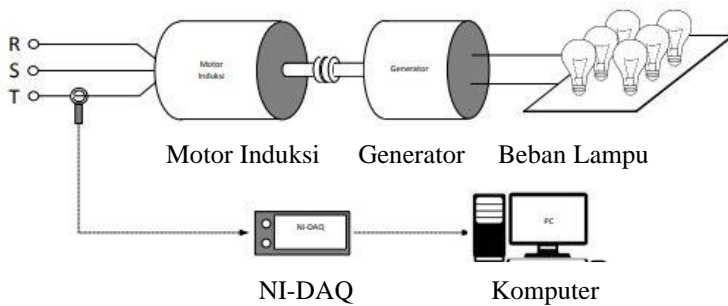 R
S
T
Motor
Induksi
Generator
Motor Induksi
Generator
Beban Lampu
NI-DAQ
PC
NI-DAQ
Komputer